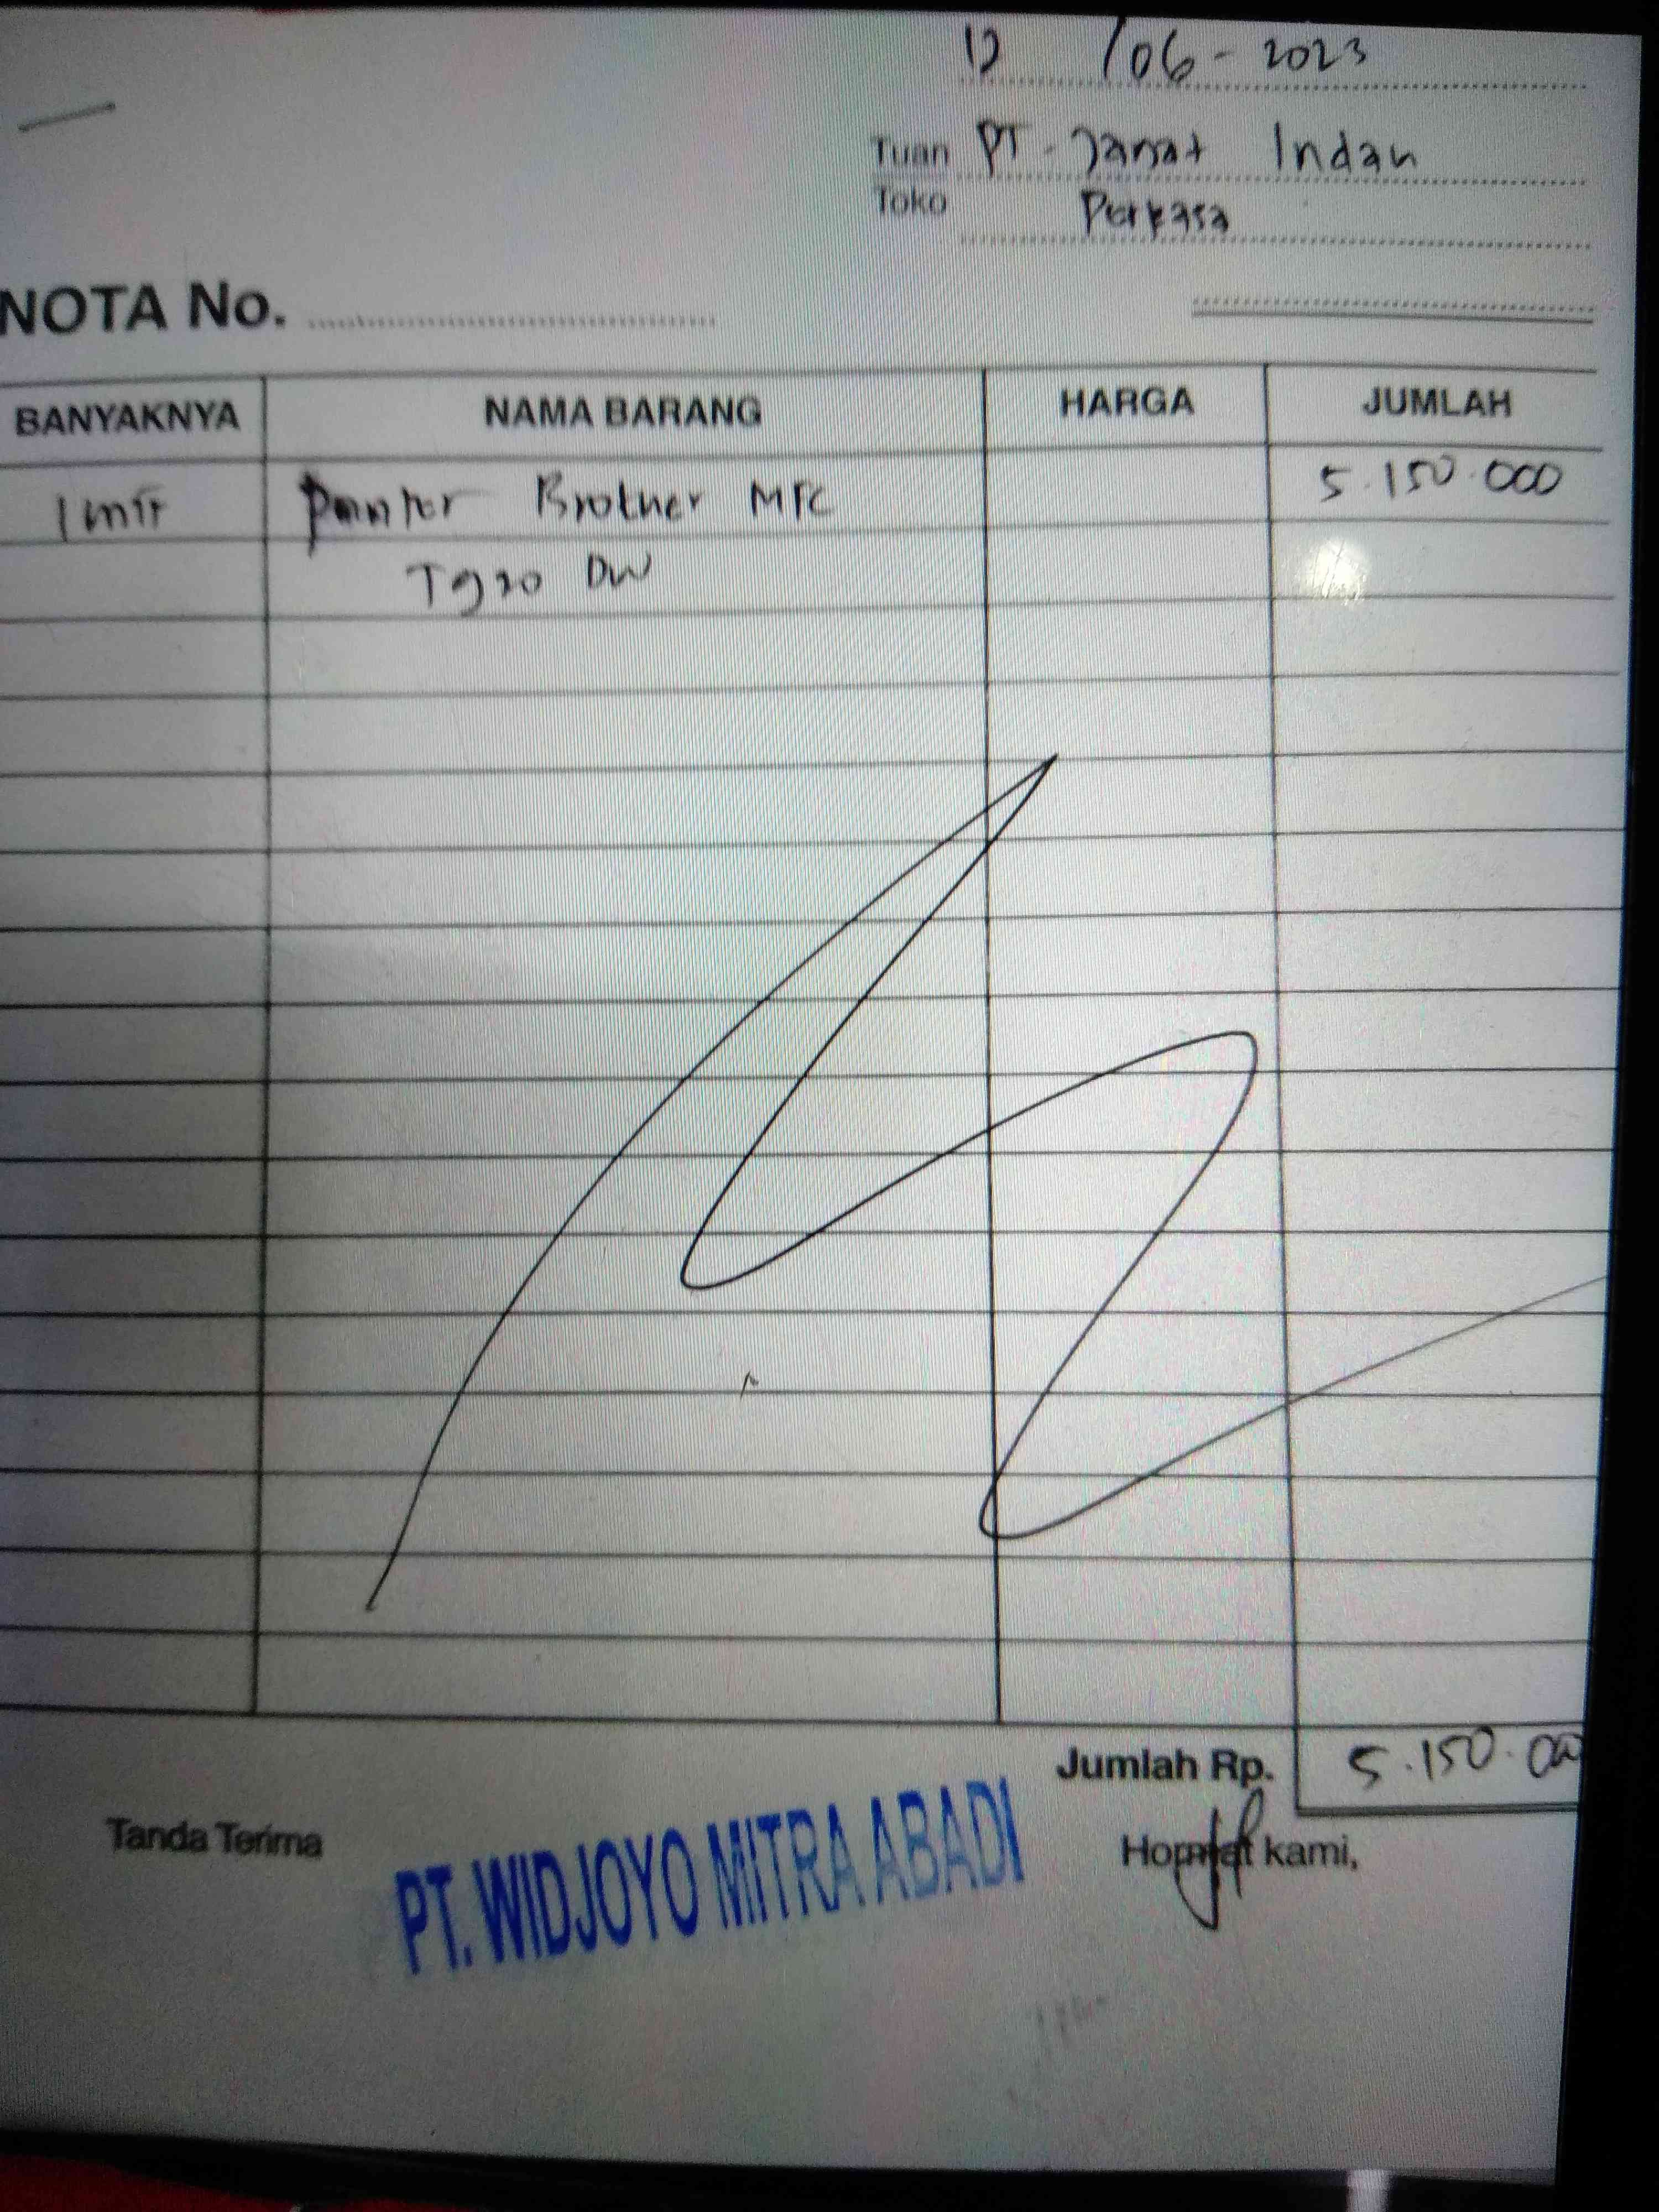 12 /06-2023
Tuan PT. Jamat Indah
Toko Perkasa
NOTA No.
BANYAKNYA NAMA BARANG HARGA JUMLAH
1 unit Printer Brother MFC 5.150.000
T920 DW
Jumlah Rp. 5.150.000
Tanda Terima
PT. WIDJOYO MITRA ABADI
Hormat kami,